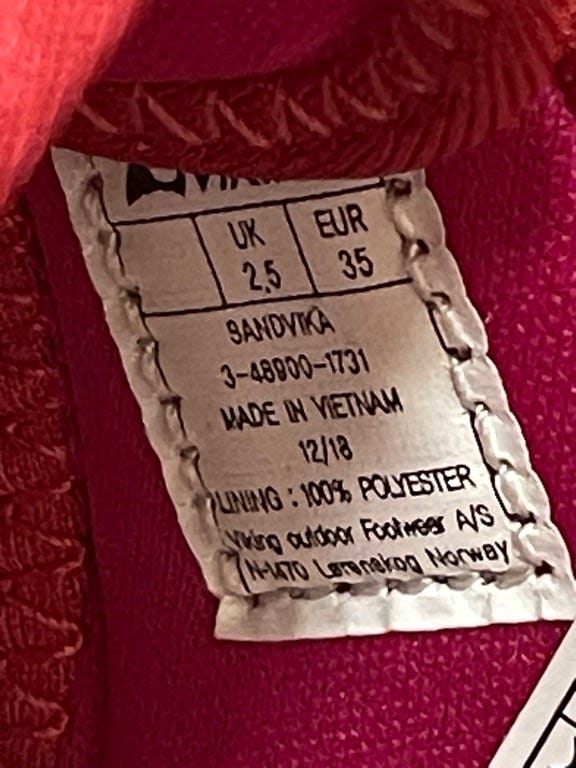 UK EUR
2,5 35
SANDVIKA
3-48900-1731
MADE IN VIETNAM
12/18
LINING : 100% POLYESTER
Viking outdoor Footwear A/S
N-1470 Lørenskog Norway